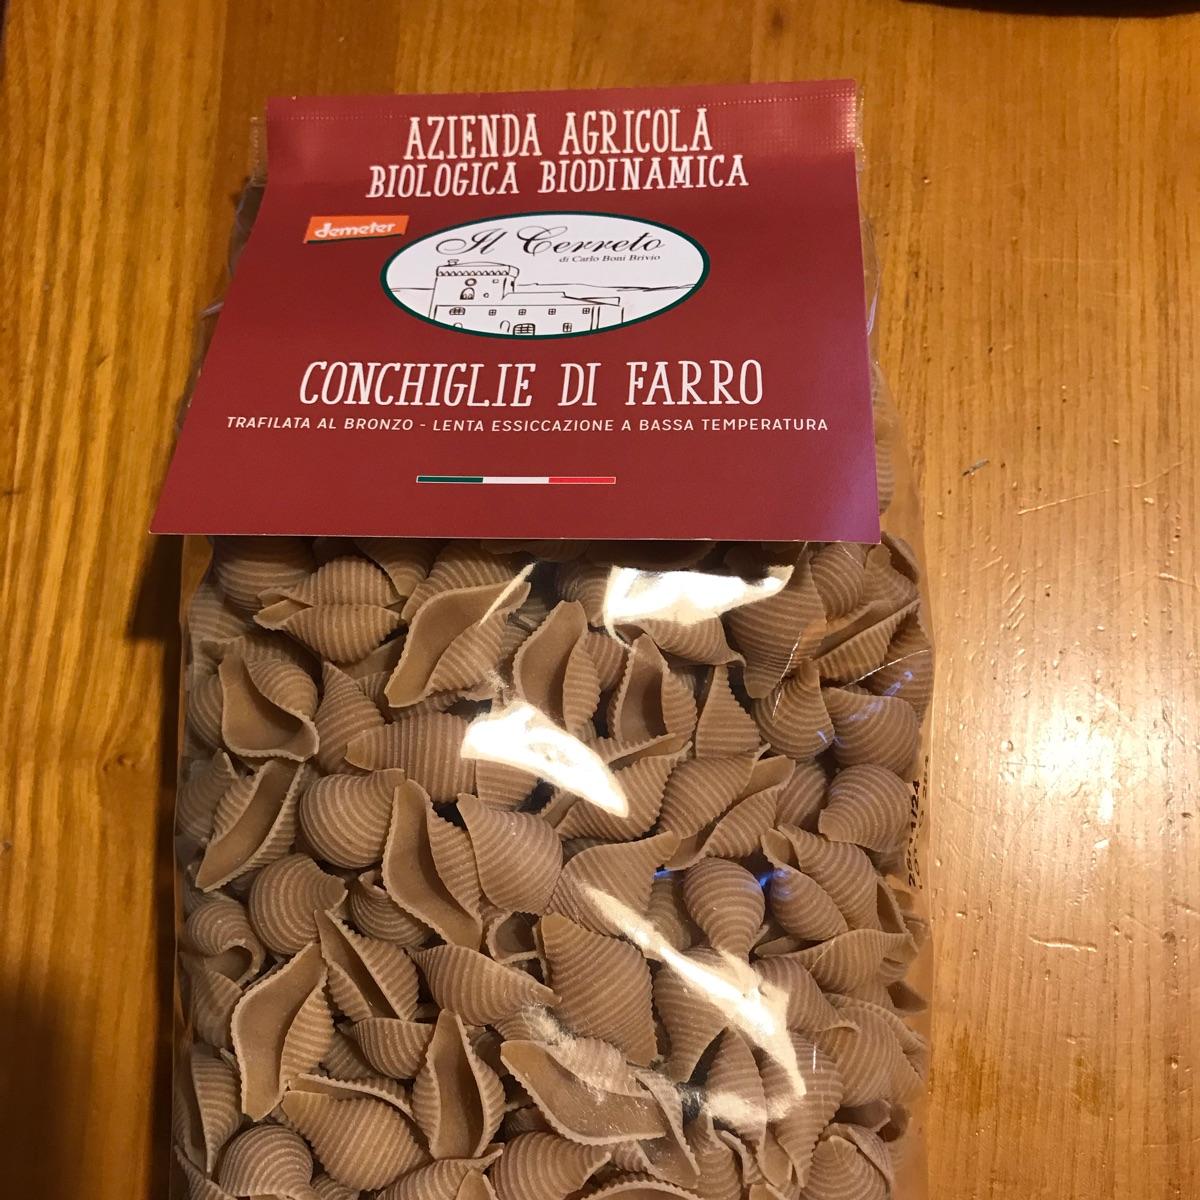 AZIENDA AGRICOLA
BIOLOGICA BIODINAMICA
demeter
Il Cerreto
di Carlo Boni Brivio
CONCHIGLIE DI FARRO
TRAFILATA AL BRONZO - LENTA ESSICCAZIONE A BASSA TEMPERATURA